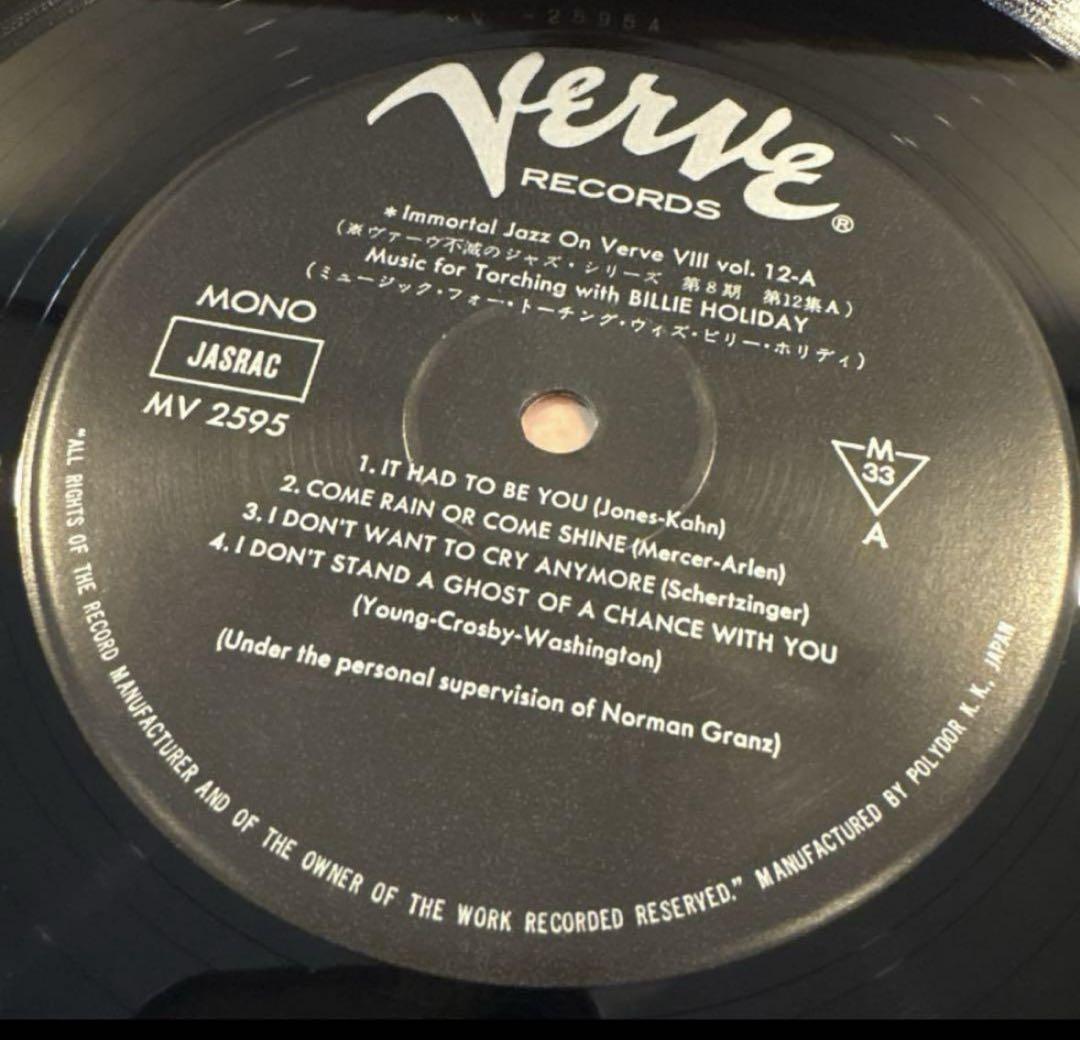 MV -2595A
Verve
RECORDS
®
* Immortal Jazz On Verve VIII vol. 12-A
(※ヴァーヴ不滅のジャズ・シリーズ 第8期 第12集A)
Music for Torching with BILLIE HOLIDAY
(ミュージック・フォー・トーチング・ウィズ・ビリー・ホリディ)
MONO
JASRAC
MV 2595
M
33
A
1. IT HAD TO BE YOU (Jones-Kahn)
2. COME RAIN OR COME SHINE (Mercer-Arlen)
3. I DON'T WANT TO CRY ANYMORE (Schertzinger)
4. I DON'T STAND A GHOST OF A CHANCE WITH YOU
(Young-Crosby-Washington)
(Under the personal supervision of Norman Granz)
"ALL RIGHTS OF THE RECORD MANUFACTURER AND OF THE OWNER OF THE WORK RECORDED RESERVED." MANUFACTURED BY POLYDOR K. K., JAPAN